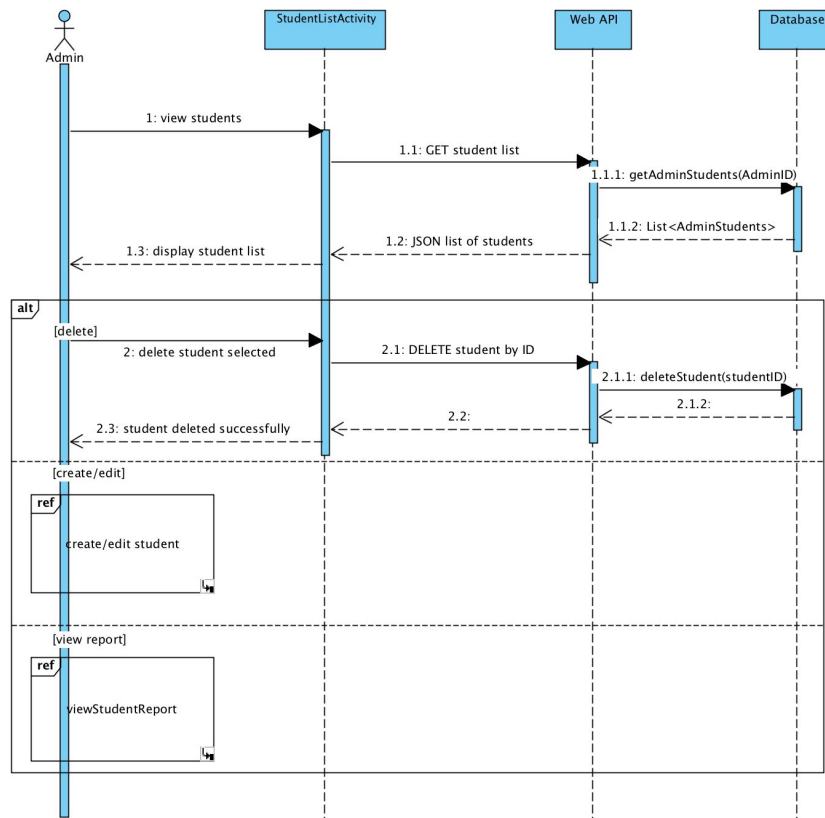 StudentListActivity
Web API
Database
Admin
1: view students
1.1: GET student list
1.1.1: getAdminStudents(AdminID)
1.1.2: List<AdminStudents>
1.2: JSON list of students
1.3: display student list
alt
[delete]
2: delete student selected
2.1: DELETE student by ID
2.1.1: deleteStudent(studentID)
2.1.2:
2.2:
2.3: student deleted successfully
[create/edit]
ref
create/edit student
[view report]
ref
viewStudentReport